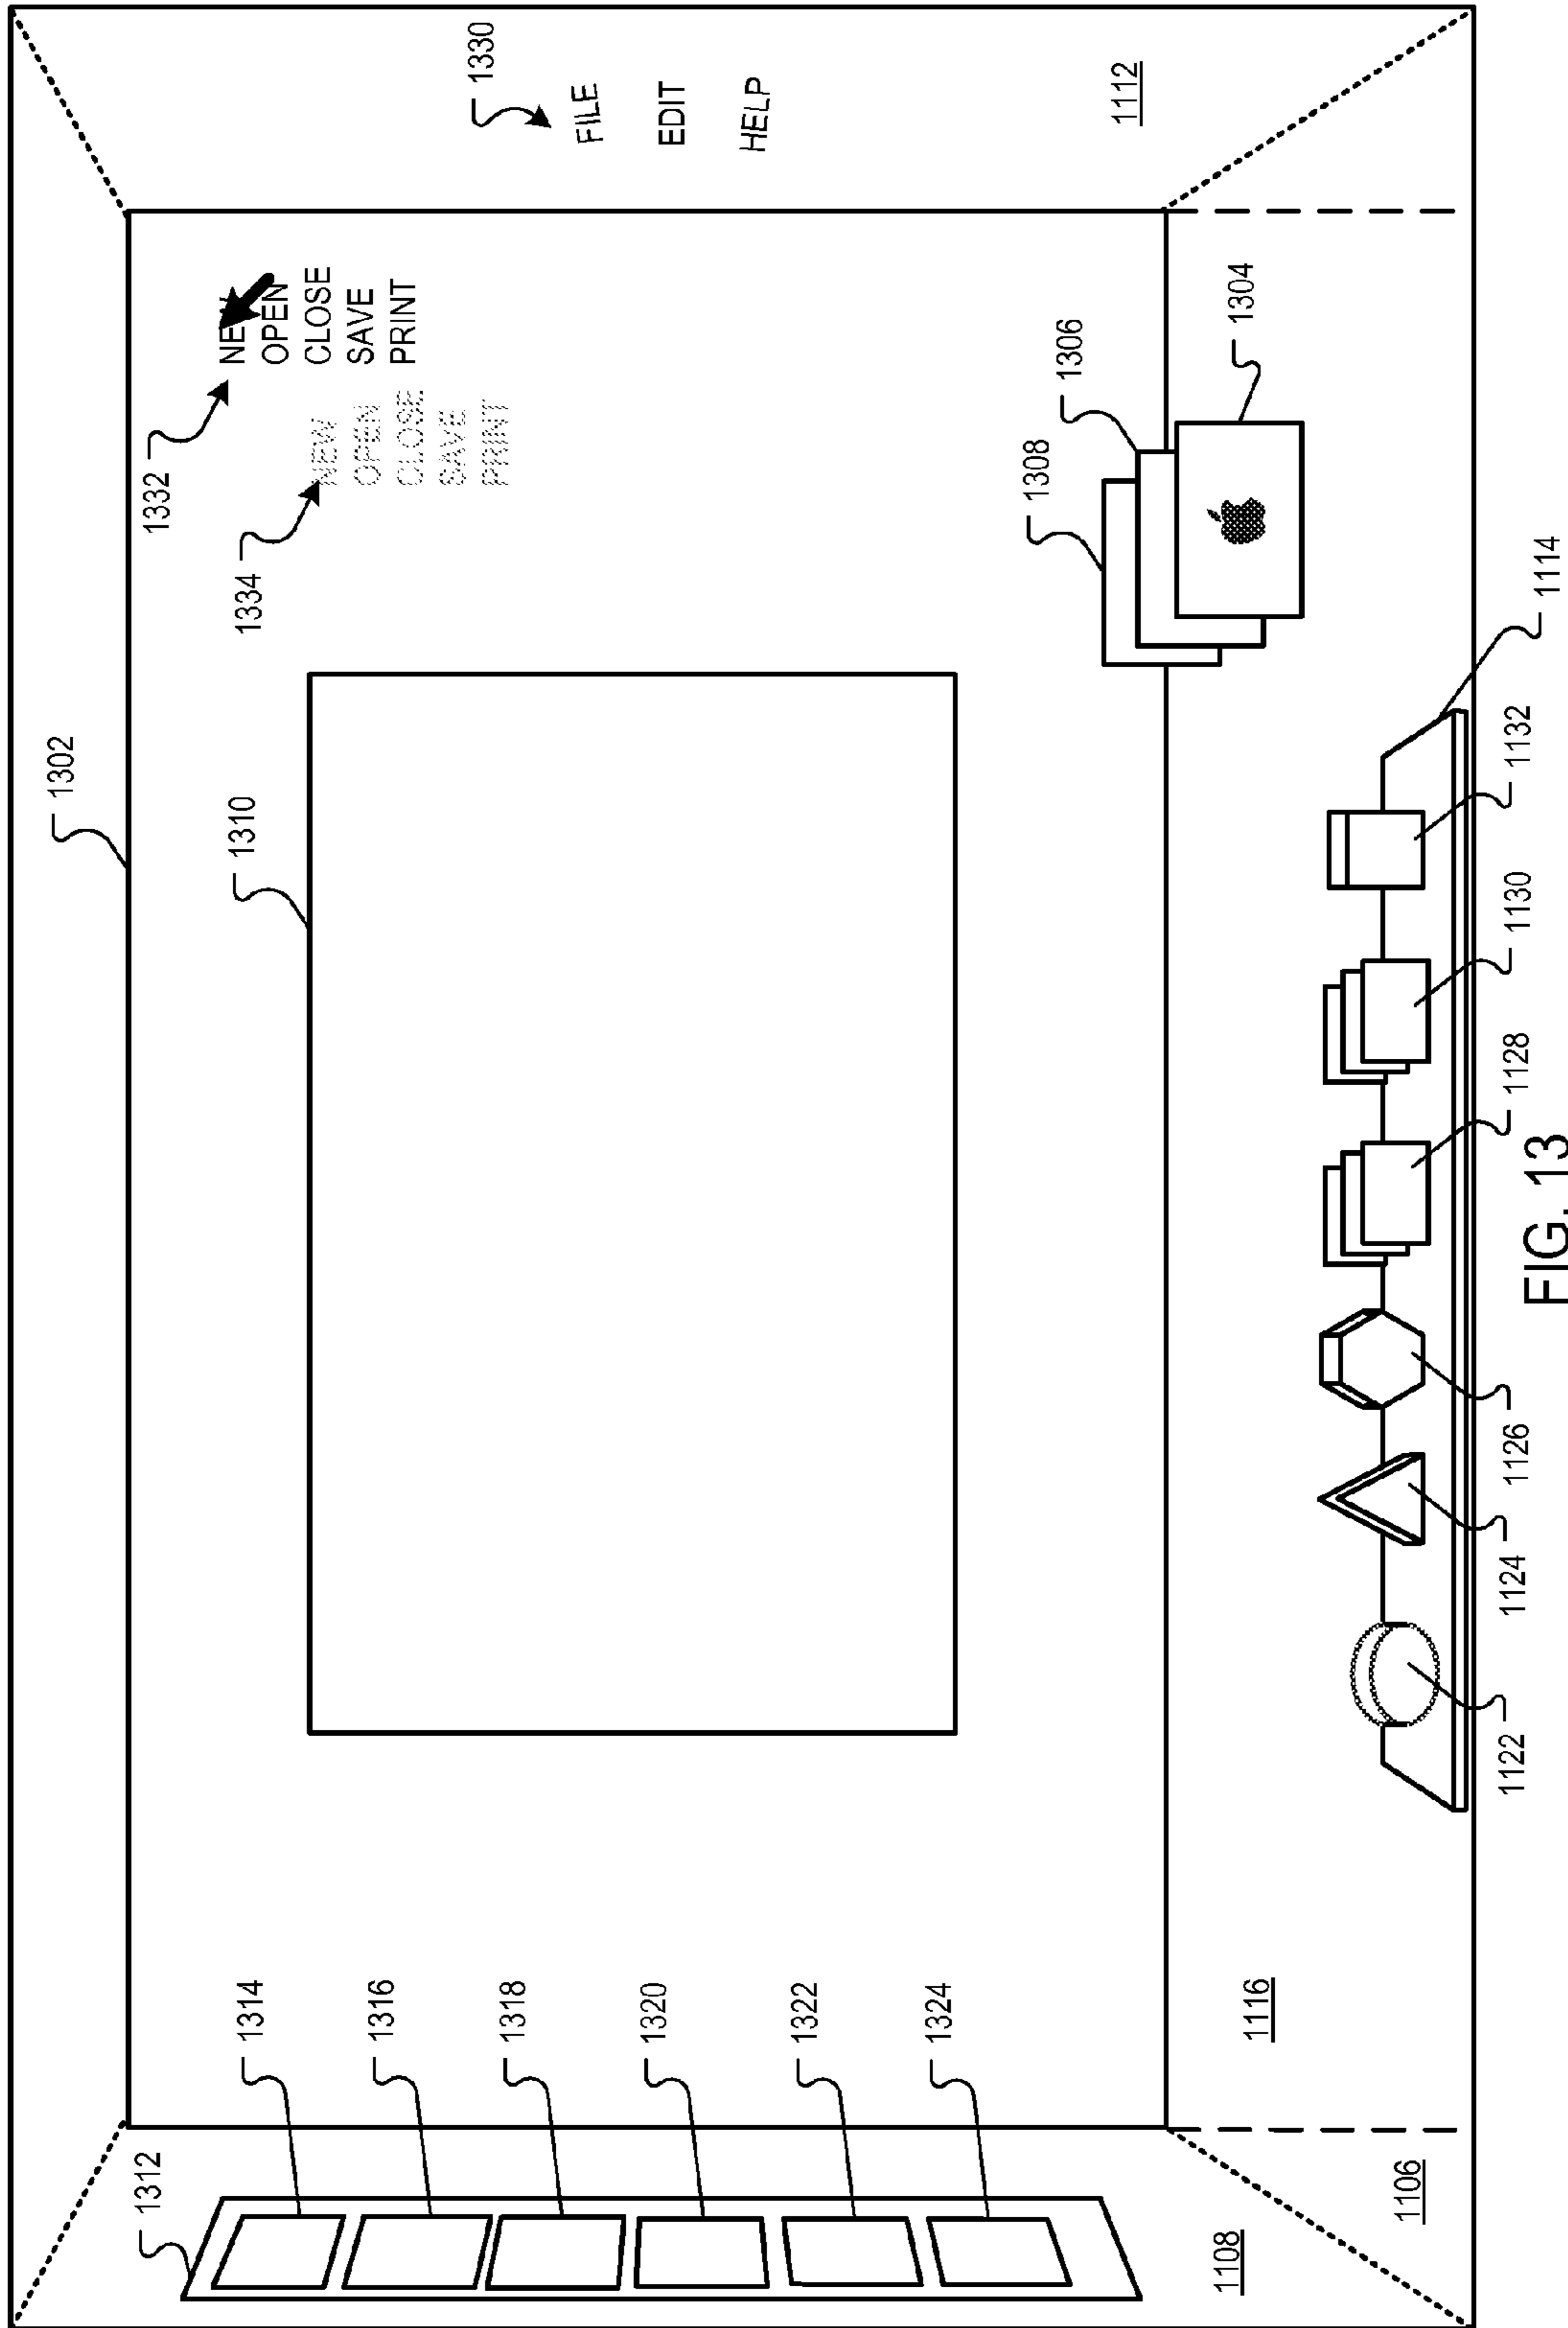 1302
1332
NEW
OPEN
CLOSE
SAVE
PRINT
1334
NEW
OPEN
CLOSE
SAVE
PRINT
1330
FILE
EDIT
HELP
1310
1312
1314
1316
1318
1320
1322
1324
1308
1306
1304
1112
1108
1106
1116
1114
1122
1124
1126
1128
1130
1132
FIG. 13